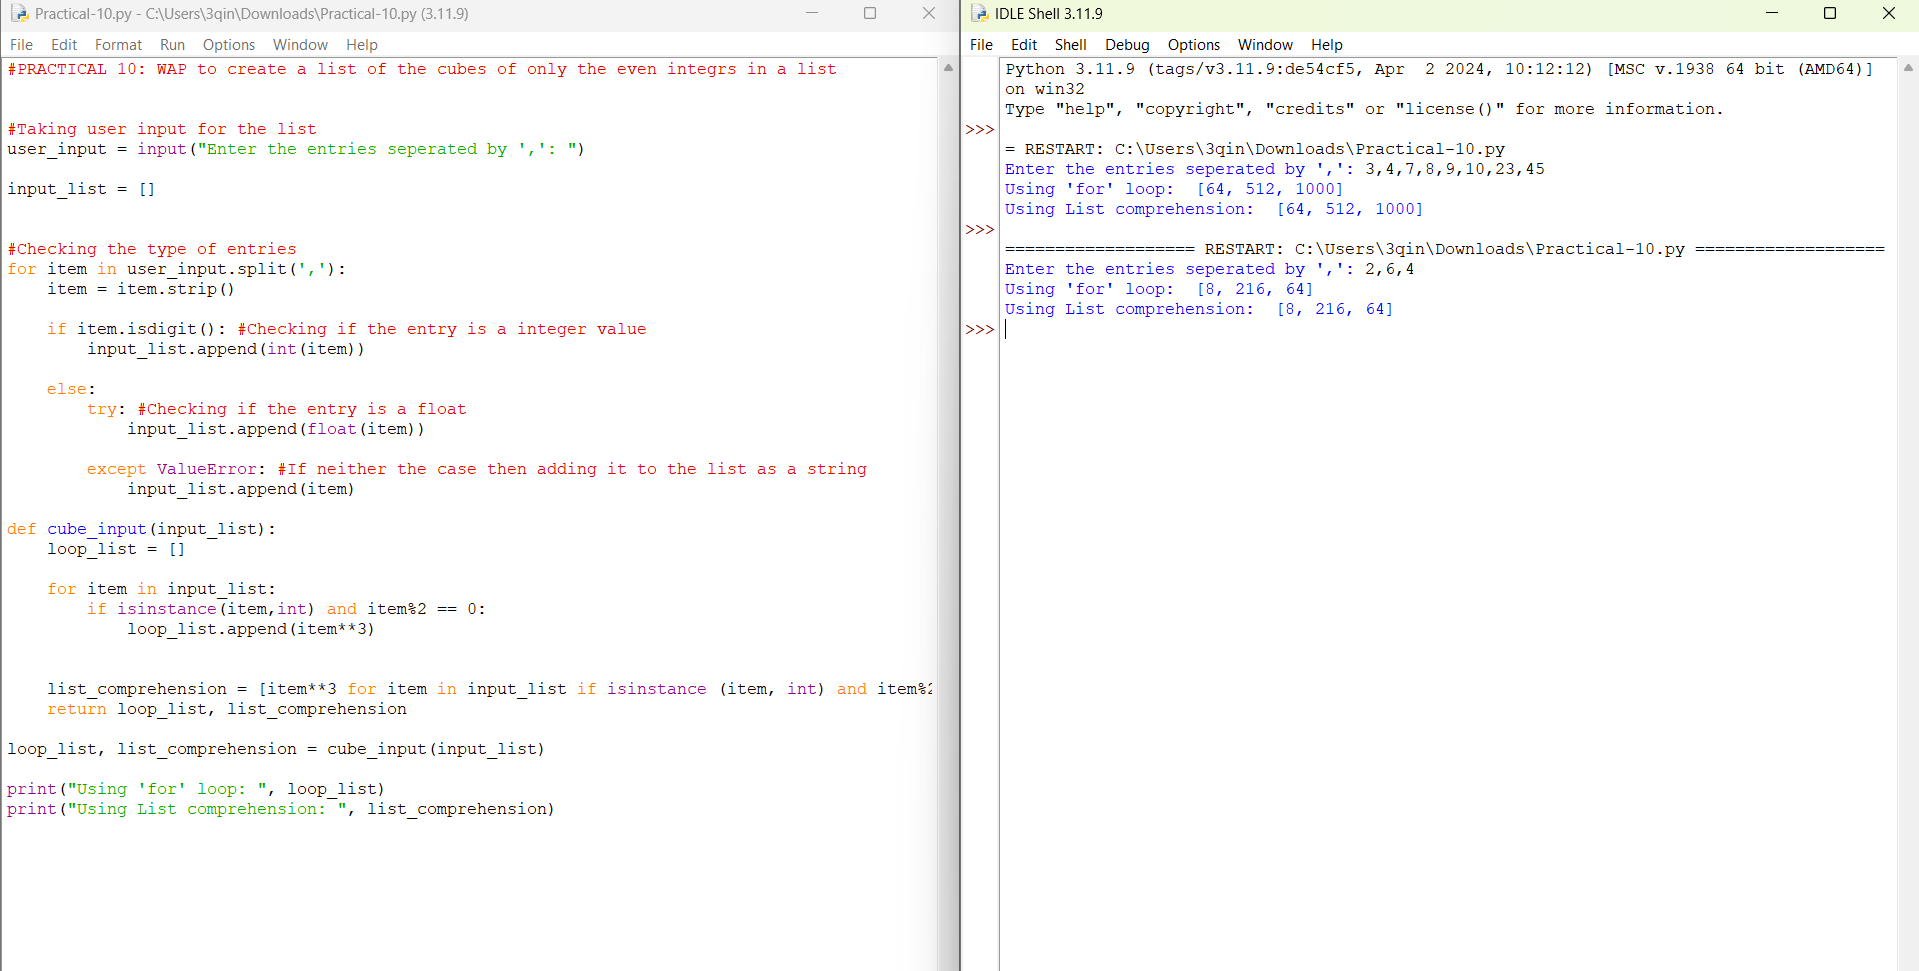 Practical-10.py - C:\Users\3qin\Downloads\Practical-10.py (3.11.9)
File Edit Format Run Options Window Help
#PRACTICAL 10: WAP to create a list of the cubes of only the even integrs in a list
#Taking user input for the list
user_input = input("Enter the entries seperated by ',': ")
input_list = []
#Checking the type of entries
for item in user_input.split(','):
    item = item.strip()
    if item.isdigit(): #Checking if the entry is a integer value
        input_list.append(int(item))
    else:
        try: #Checking if the entry is a float
            input_list.append(float(item))
        except ValueError: #If neither the case then adding it to the list as a string
            input_list.append(item)
def cube_input(input_list):
    loop_list = []
    for item in input_list:
        if isinstance(item,int) and item%2 == 0:
            loop_list.append(item**3)
    list_comprehension = [item**3 for item in input_list if isinstance (item, int) and item%2
    return loop_list, list_comprehension
loop_list, list_comprehension = cube_input(input_list)
print("Using 'for' loop: ", loop_list)
print("Using List comprehension: ", list_comprehension)
IDLE Shell 3.11.9
File Edit Shell Debug Options Window Help
Python 3.11.9 (tags/v3.11.9:de54cf5, Apr  2 2024, 10:12:12) [MSC v.1938 64 bit (AMD64)]
on win32
Type "help", "copyright", "credits" or "license()" for more information.
>>>
= RESTART: C:\Users\3qin\Downloads\Practical-10.py
Enter the entries seperated by ',': 3,4,7,8,9,10,23,45
Using 'for' loop:  [64, 512, 1000]
Using List comprehension:  [64, 512, 1000]
>>>
=================== RESTART: C:\Users\3qin\Downloads\Practical-10.py ===================
Enter the entries seperated by ',': 2,6,4
Using 'for' loop:  [8, 216, 64]
Using List comprehension:  [8, 216, 64]
>>>